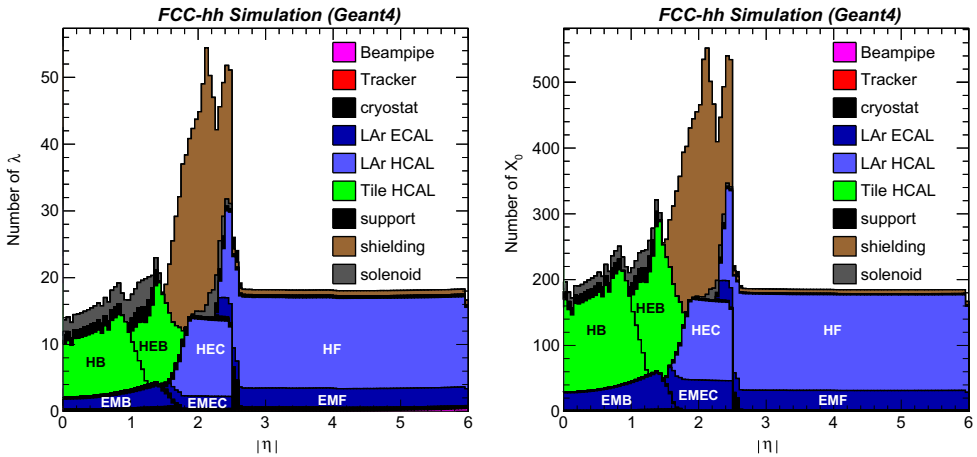 FCC-hh Simulation (Geant4)
Number of λ
50
40
30
20
10
0
Beampipe
Tracker
cryostat
LAr ECAL
LAr HCAL
Tile HCAL
support
shielding
solenoid
HB
HEB
HEC
HF
EMB
EMEC
EMF
0 1 2 3 4 5 6
|η|
FCC-hh Simulation (Geant4)
Number of X₀
500
400
300
200
100
0
Beampipe
Tracker
cryostat
LAr ECAL
LAr HCAL
Tile HCAL
support
shielding
solenoid
HB
HEB
HEC
HF
EMB
EMEC
EMF
0 1 2 3 4 5 6
|η|